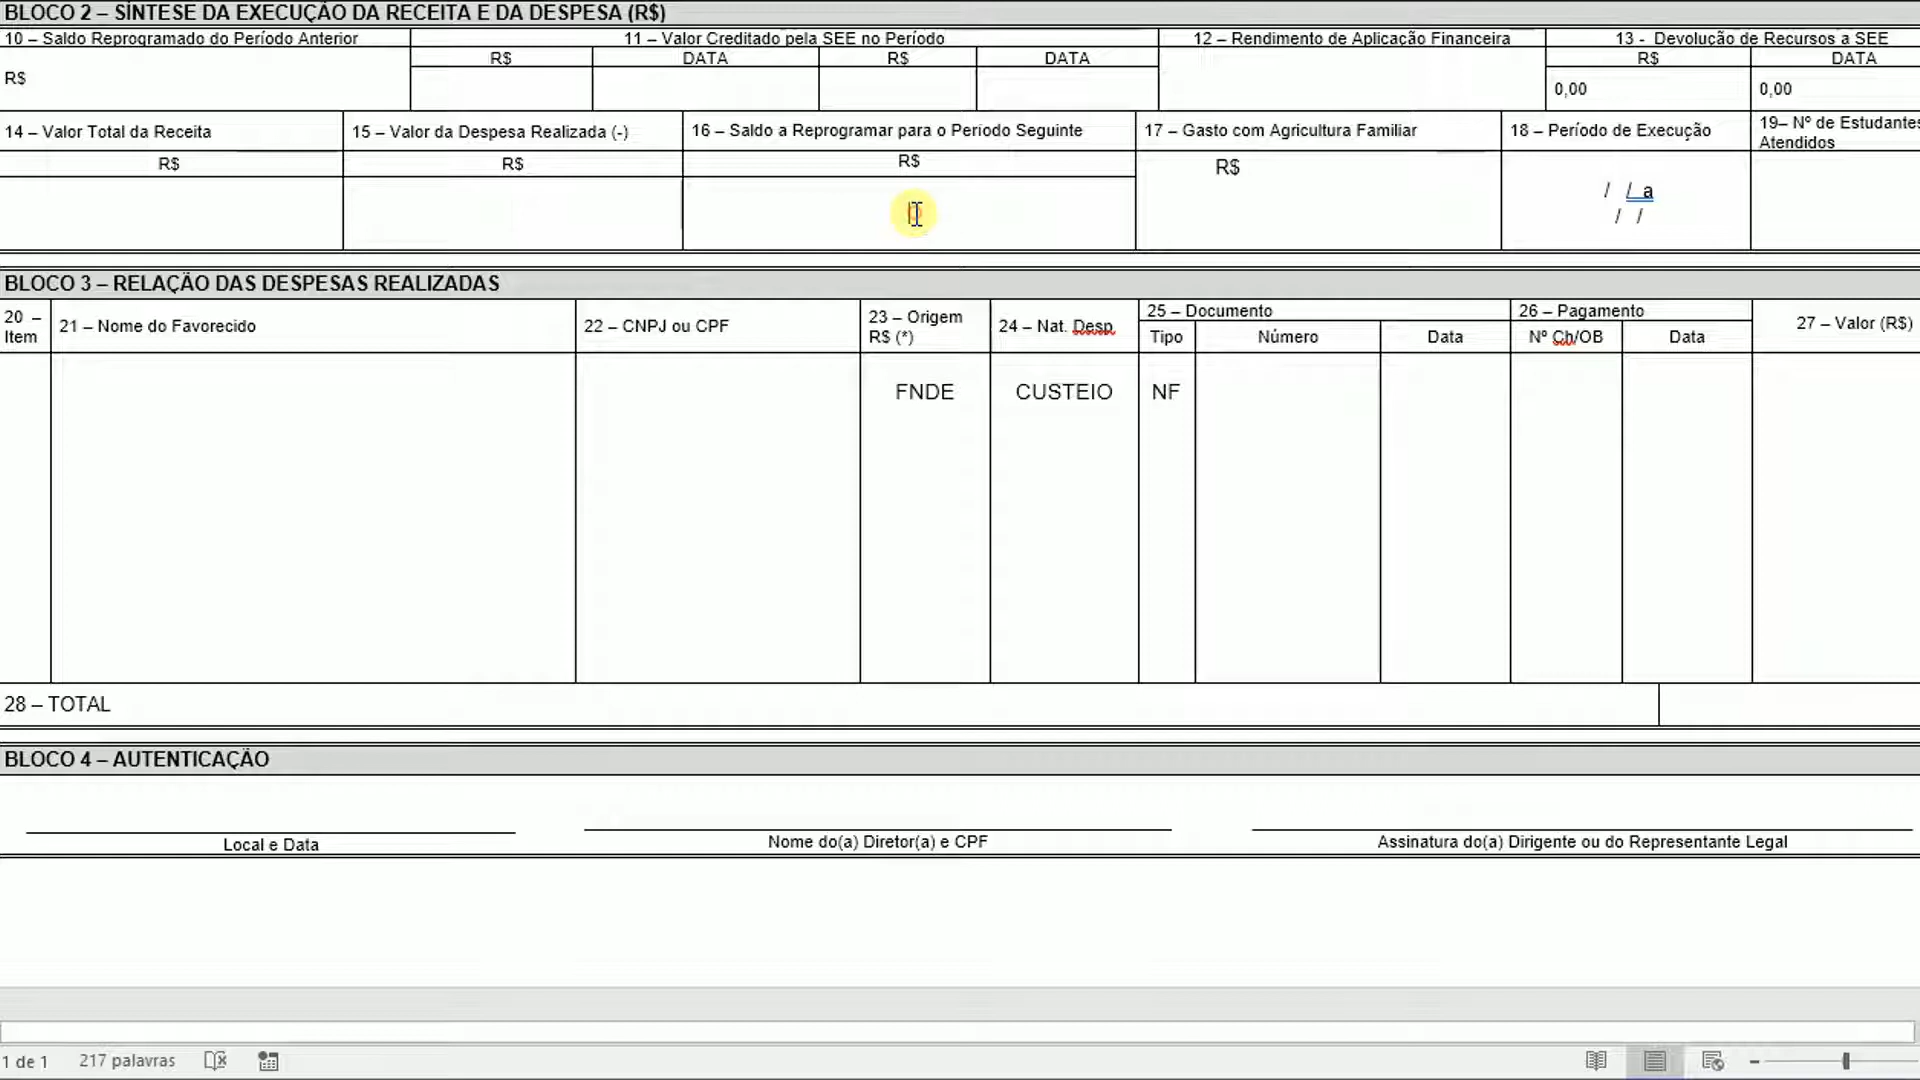 BLOCO 2 – SÍNTESE DA EXECUÇÃO DA RECEITA E DA DESPESA (R$)
10 – Saldo Reprogramado do Período Anterior
11 – Valor Creditado pela SEE no Período
12 – Rendimento de Aplicação Financeira
13 - Devolução de Recursos a SEE
R$ DATA R$ DATA R$ DATA
R$
0,00 0,00
14 – Valor Total da Receita
15 – Valor da Despesa Realizada (-)
16 – Saldo a Reprogramar para o Período Seguinte
17 – Gasto com Agricultura Familiar
18 – Período de Execução
19– Nº de Estudantes
Atendidos
R$ R$ R$ R$
/ / a
/ /
BLOCO 3 – RELAÇÃO DAS DESPESAS REALIZADAS
20 –
Item
21 – Nome do Favorecido
22 – CNPJ ou CPF
23 – Origem
R$ (*)
24 – Nat. Desp.
25 – Documento
26 – Pagamento
27 – Valor (R$)
Tipo Número Data Nº Ch/OB Data
FNDE CUSTEIO NF
28 – TOTAL
BLOCO 4 – AUTENTICAÇÃO
Local e Data
Nome do(a) Diretor(a) e CPF
Assinatura do(a) Dirigente ou do Representante Legal
1 de 1 217 palavras